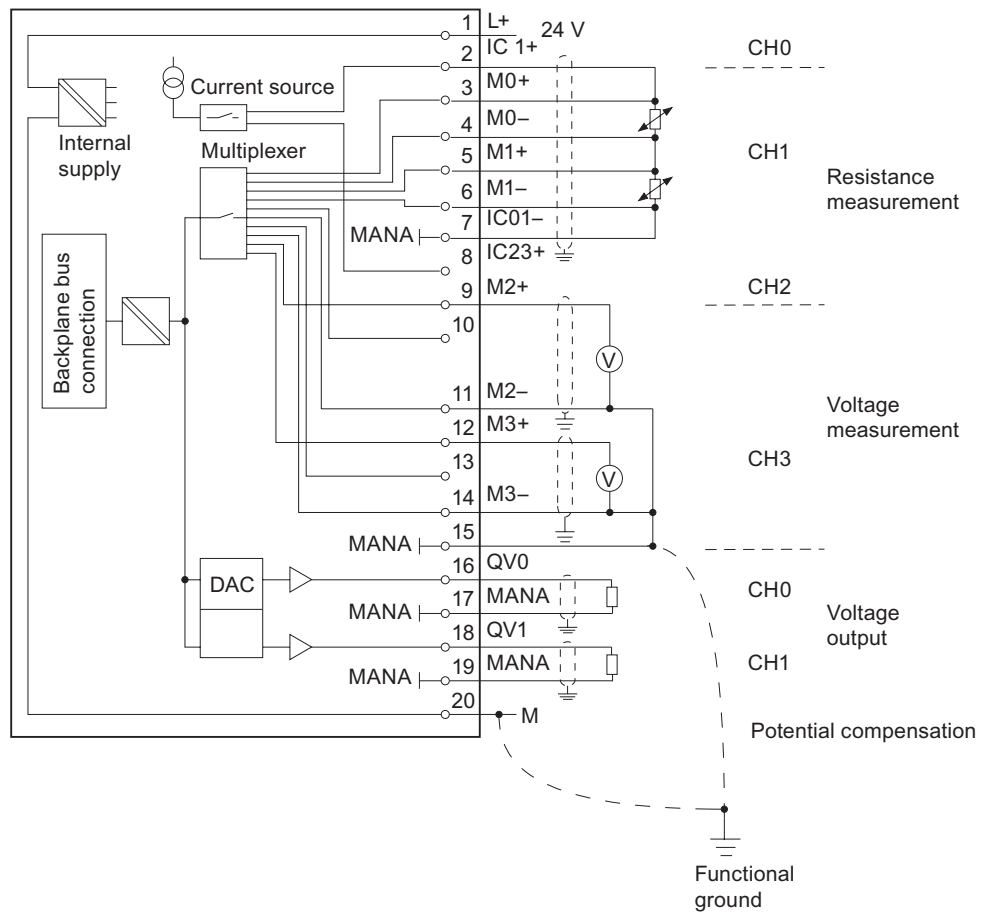 1 L+
24 V
2 IC 1+
CH0
3 M0+
Current source
4 M0–
Internal
supply
Multiplexer
5 M1+
CH1
6 M1–
Resistance
measurement
7 IC01–
MANA
8 IC23+
9 M2+
CH2
10
Backplane bus
connection
V
11 M2–
Voltage
measurement
12 M3+
13
CH3
V
14 M3–
15
MANA
16 QV0
DAC
CH0
17 MANA
MANA
Voltage
output
18 QV1
19 MANA
MANA
CH1
20
M
Potential compensation
Functional
ground